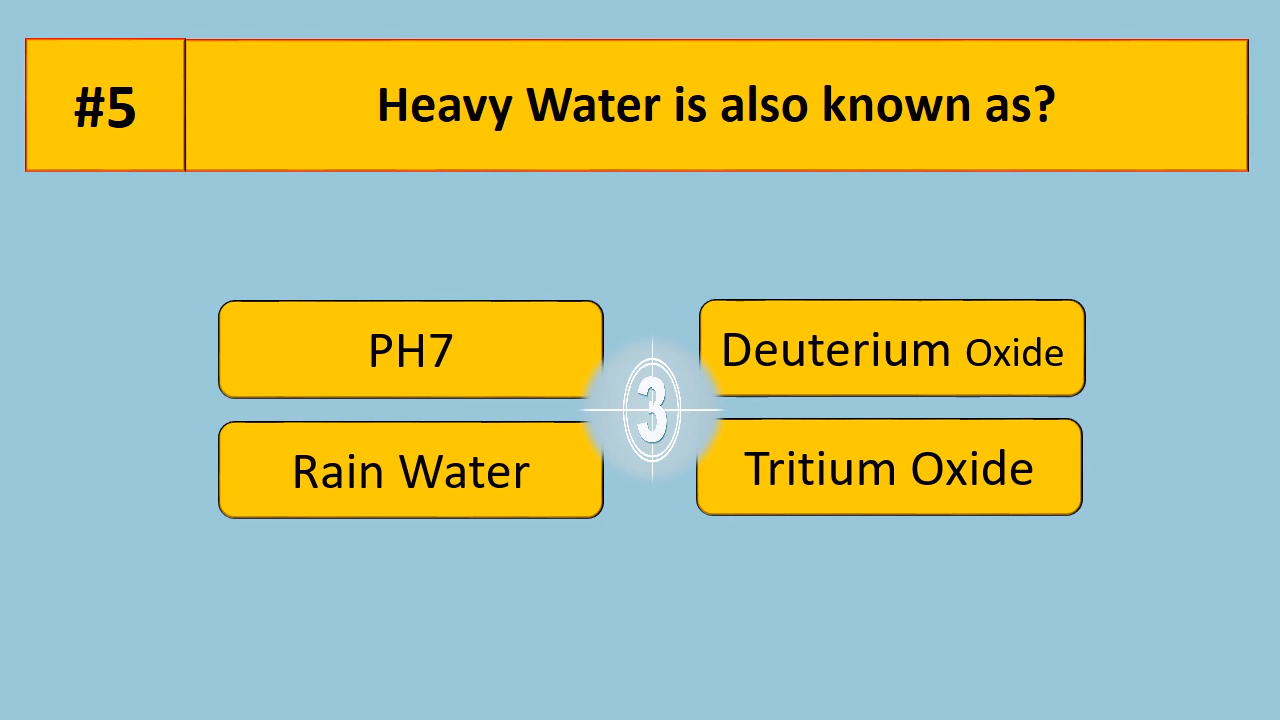 #5
Heavy Water is also known as?
PH7
Deuterium Oxide
3
Rain Water
Tritium Oxide